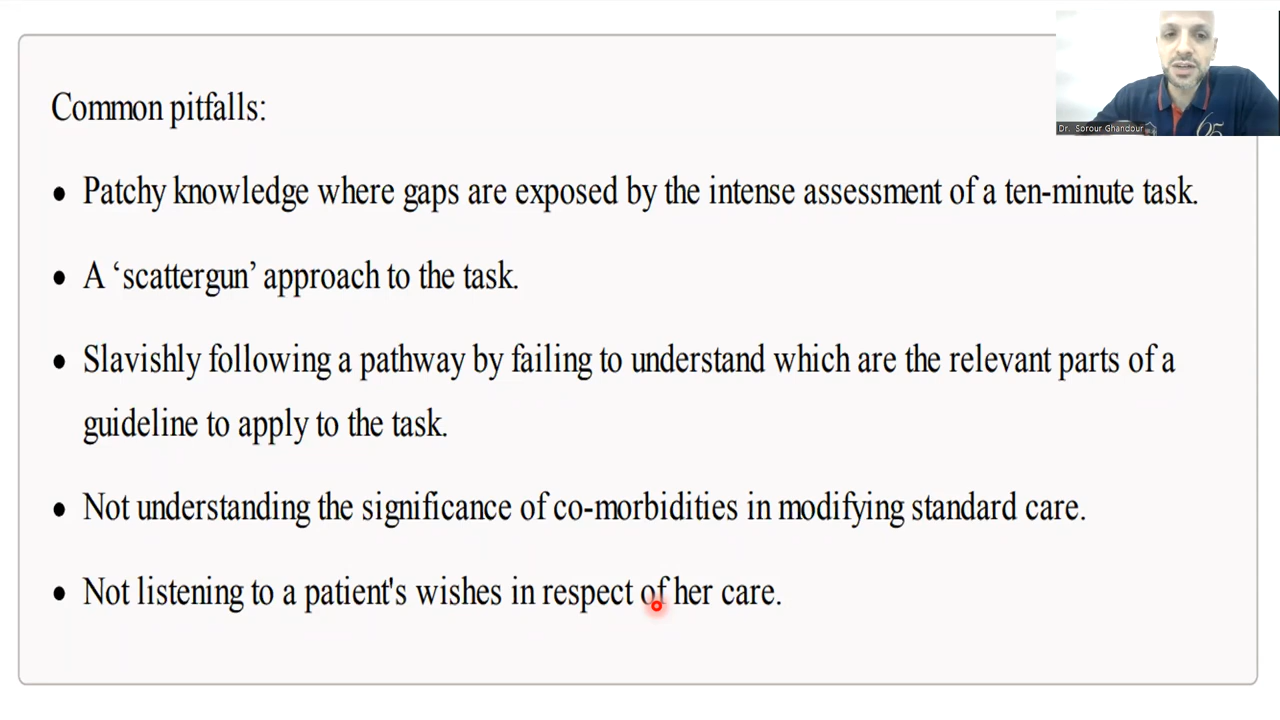 Common pitfalls:
• Patchy knowledge where gaps are exposed by the intense assessment of a ten-minute task.
• A ‘scattergun’ approach to the task.
• Slavishly following a pathway by failing to understand which are the relevant parts of a
guideline to apply to the task.
• Not understanding the significance of co-morbidities in modifying standard care.
• Not listening to a patient's wishes in respect of her care.
Dr. Sorour Ghandour
65